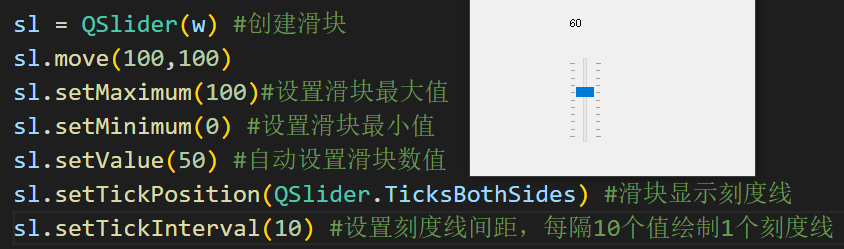 sl = QSlider(w) #创建滑块
60
sl.move(100,100)
sl.setMaximum(100)#设置滑块最大值
sl.setMinimum(0) #设置滑块最小值
sl.setValue(50) #自动设置滑块数值
sl.setTickPosition(QSlider.TicksBothSides) #滑块显示刻度线
sl.setTickInterval(10) #设置刻度线间距，每隔10个值绘制1个刻度线